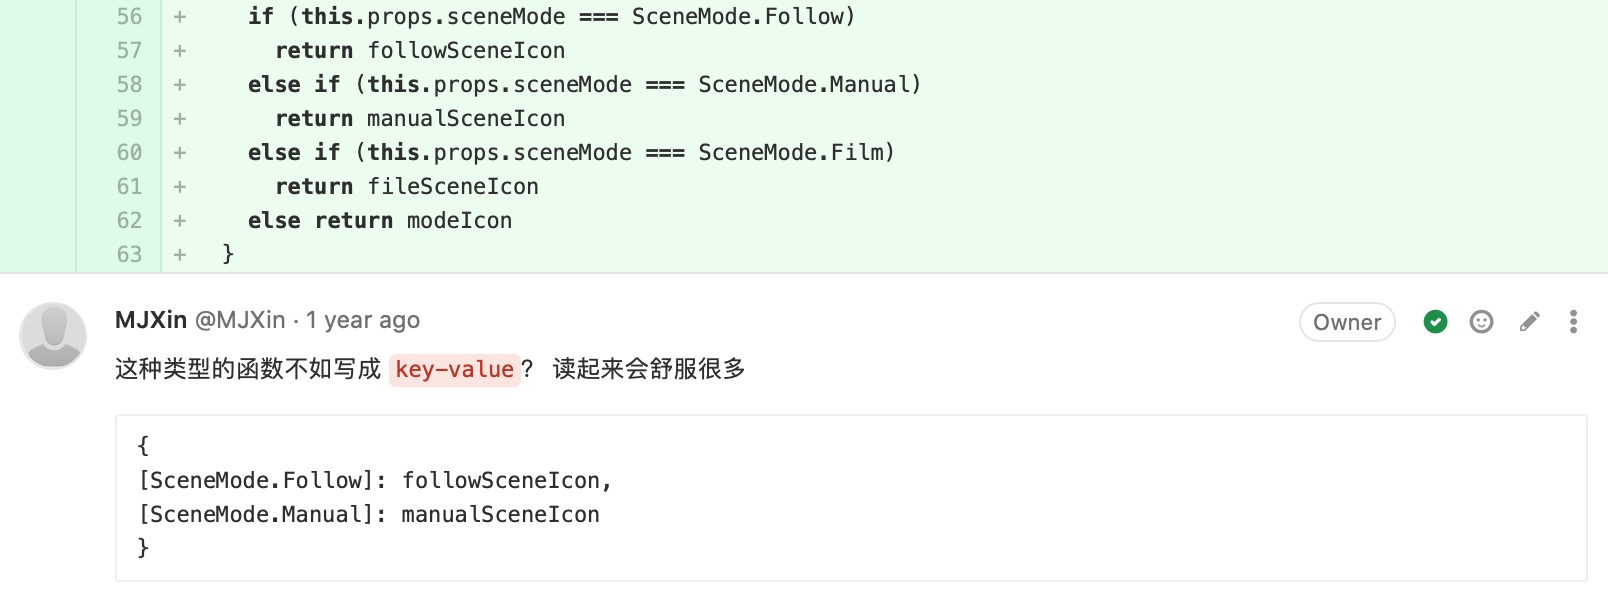 56 + if (this.props.sceneMode === SceneMode.Follow)
57 + return followSceneIcon
58 + else if (this.props.sceneMode === SceneMode.Manual)
59 + return manualSceneIcon
60 + else if (this.props.sceneMode === SceneMode.Film)
61 + return fileSceneIcon
62 + else return modeIcon
63 + }
MJXin @MJXin · 1 year ago Owner
这种类型的函数不如写成 key-value? 读起来会舒服很多
{
[SceneMode.Follow]: followSceneIcon,
[SceneMode.Manual]: manualSceneIcon
}